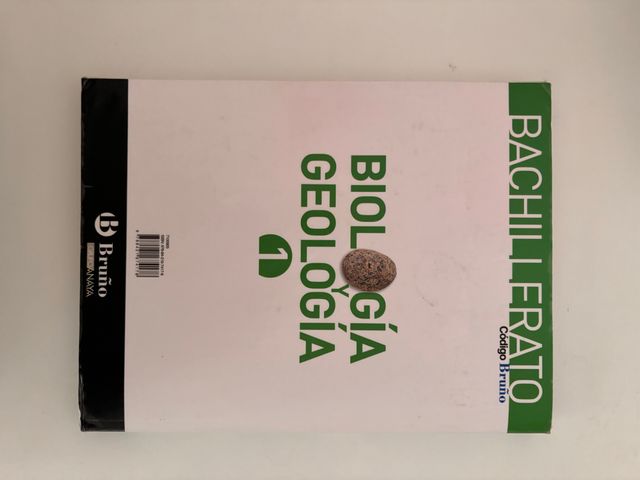 BACHILLERATO
Código Bruño
BIOLOGÍA
Y
GEOLOGÍA
1
Bruño
ANAYA